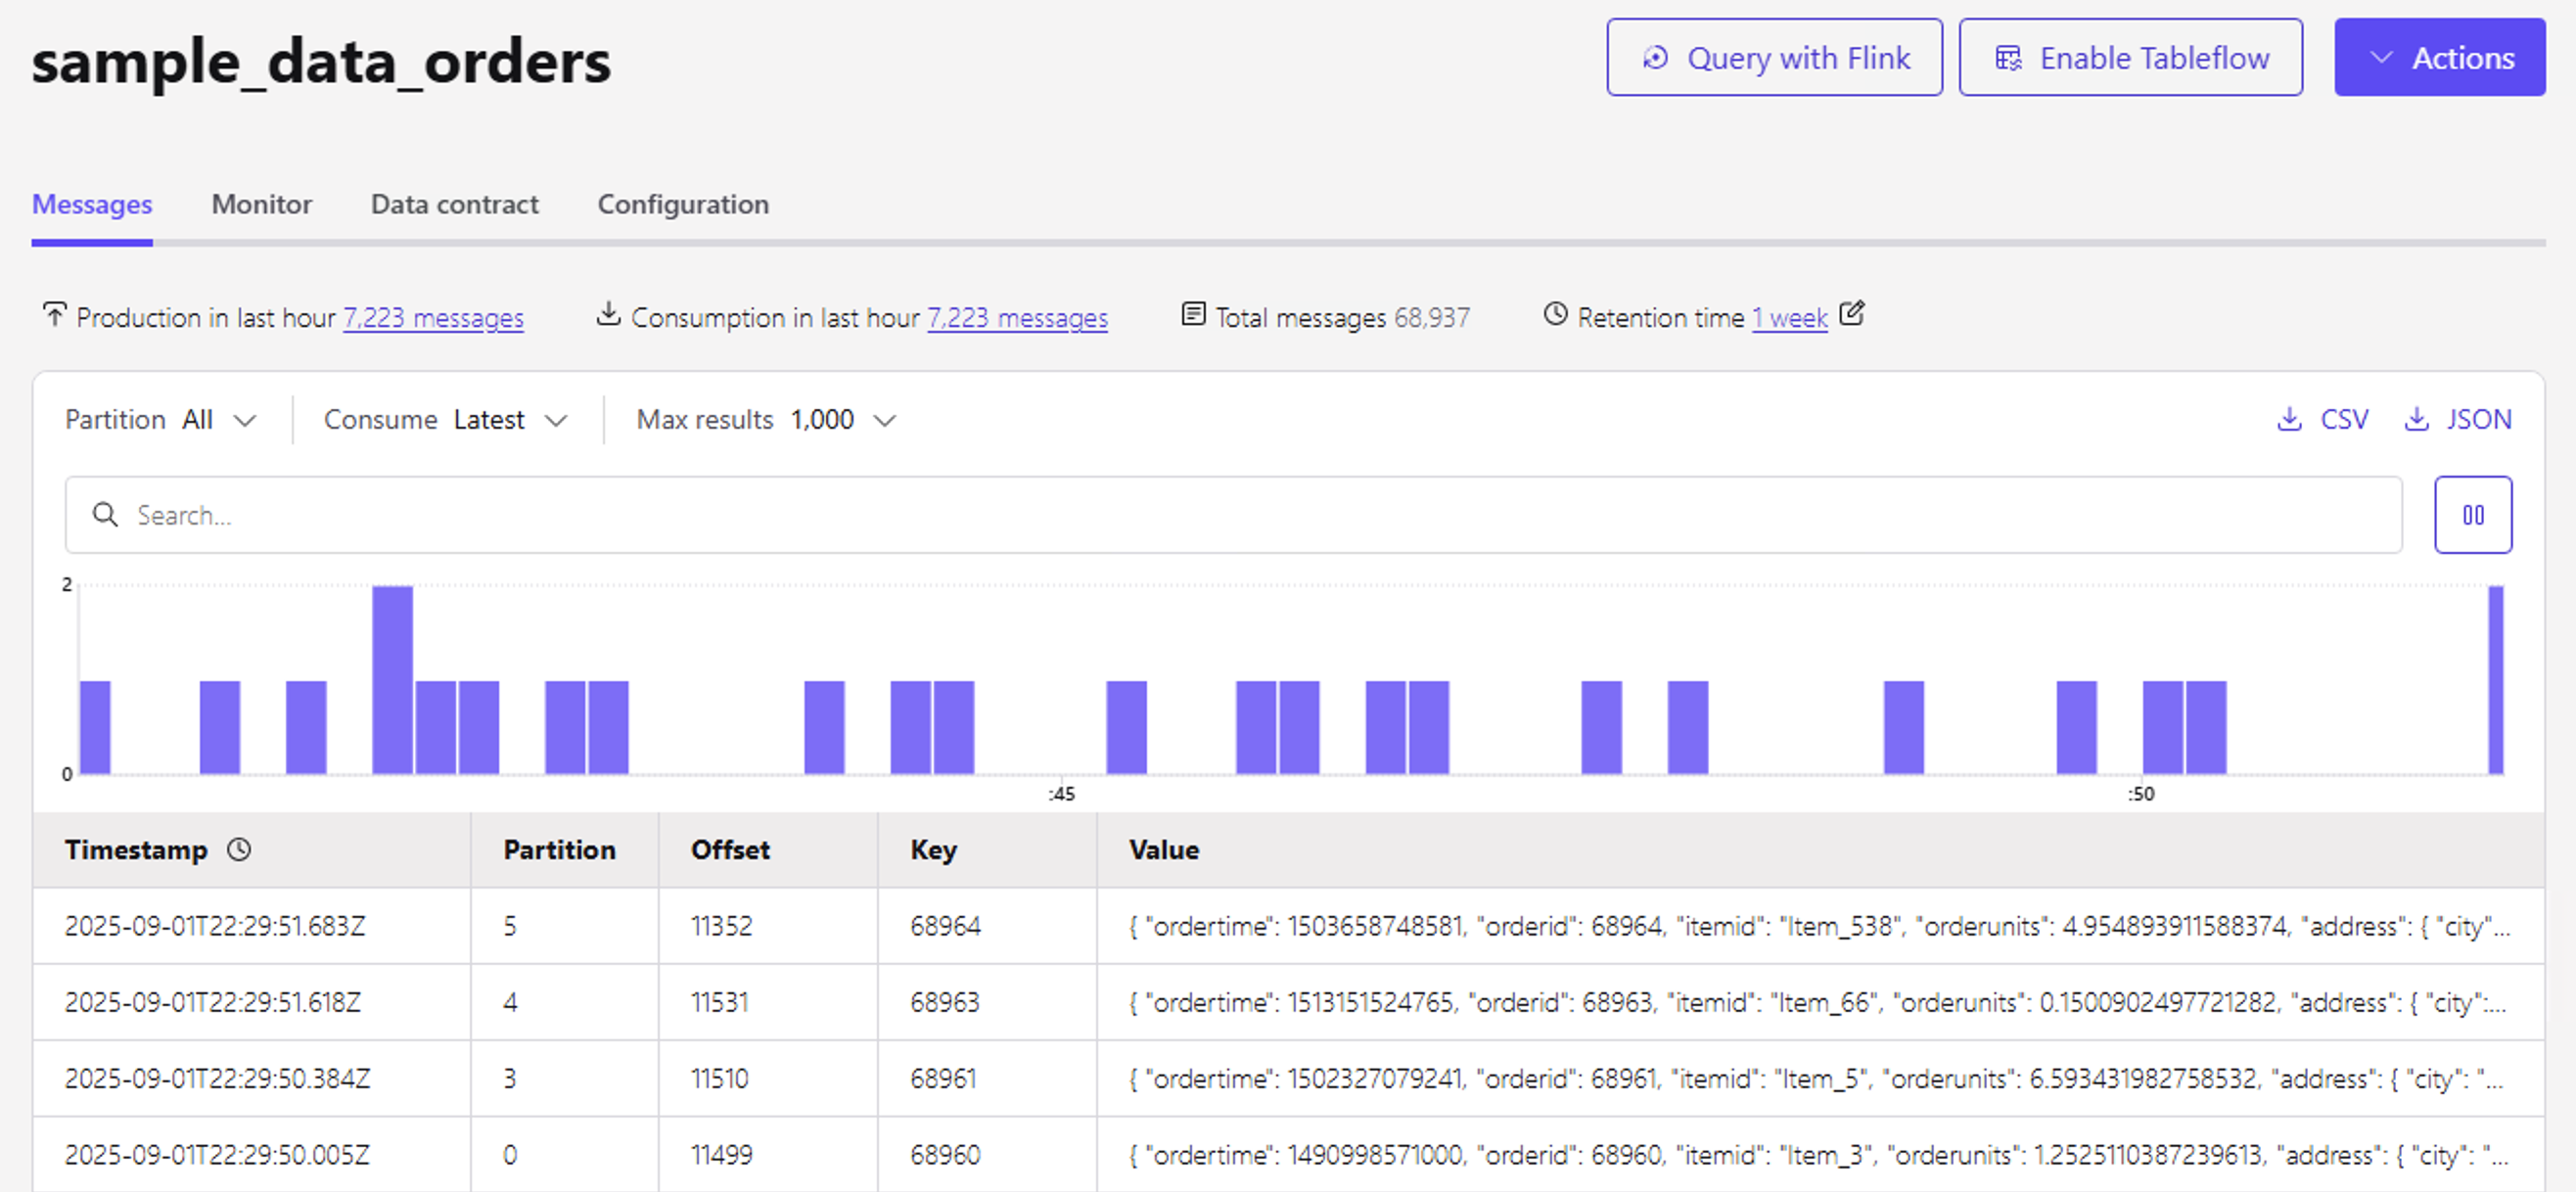 sample_data_orders
Query with Flink
Enable Tableflow
Actions
Messages Monitor Data contract Configuration
Production in last hour 7,223 messages Consumption in last hour 7,223 messages Total messages 68,937 Retention time 1 week
Partition All Consume Latest Max results 1,000 CSV JSON
Search...
2
0
:45 :50
Timestamp Partition Offset Key Value
2025-09-01T22:29:51.683Z 5 11352 68964 { "ordertime": 1503658748581, "orderid": 68964, "itemid": "Item_538", "orderunits": 4.954893911588374, "address": { "city"...
2025-09-01T22:29:51.618Z 4 11531 68963 { "ordertime": 1513151524765, "orderid": 68963, "itemid": "Item_66", "orderunits": 0.1500902497721282, "address": { "city":...
2025-09-01T22:29:50.384Z 3 11510 68961 { "ordertime": 1502327079241, "orderid": 68961, "itemid": "Item_5", "orderunits": 6.593431982758532, "address": { "city": "...
2025-09-01T22:29:50.005Z 0 11499 68960 { "ordertime": 1490998571000, "orderid": 68960, "itemid": "Item_3", "orderunits": 1.2525110387239613, "address": { "city": "...